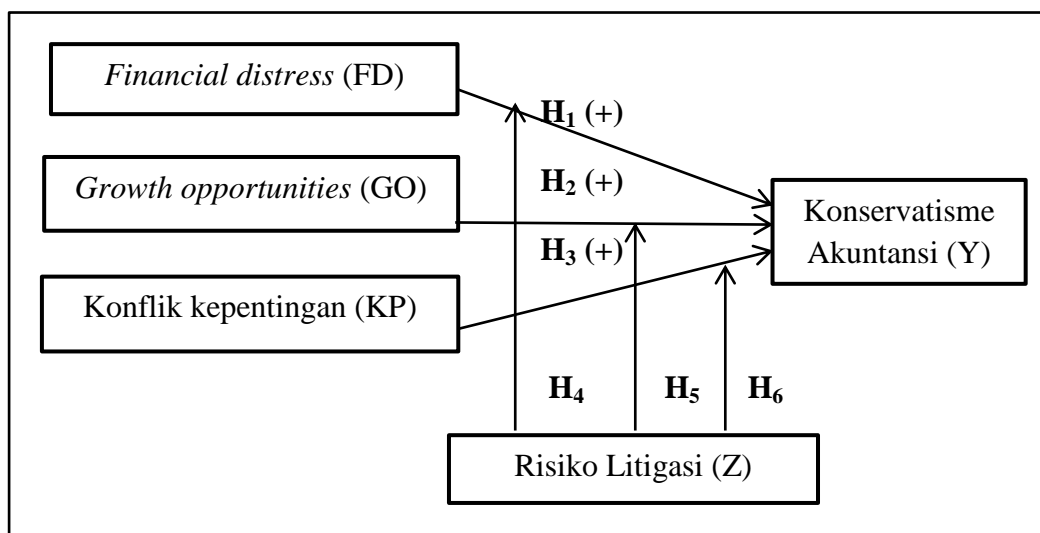 Financial distress (FD)
H1 (+)
Growth opportunities (GO)
H2 (+)
Konservatisme
Akuntansi (Y)
H3 (+)
Konflik kepentingan (KP)
H4
H5
H6
Risiko Litigasi (Z)